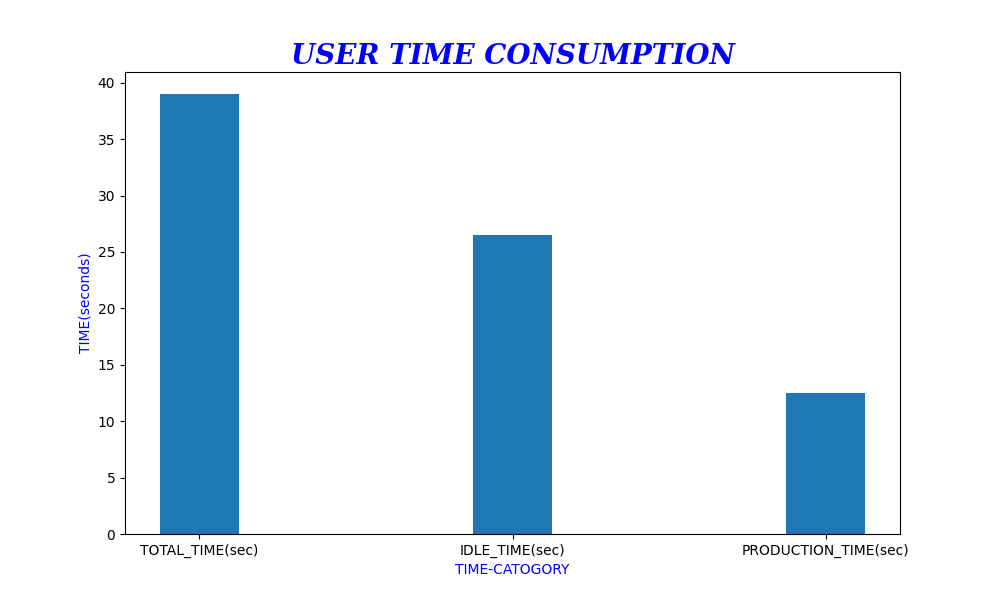 USER TIME CONSUMPTION
40
35
30
25
20
15
10
5
0
TIME(seconds)
TOTAL_TIME(sec) IDLE_TIME(sec) PRODUCTION_TIME(sec)
TIME-CATOGORY